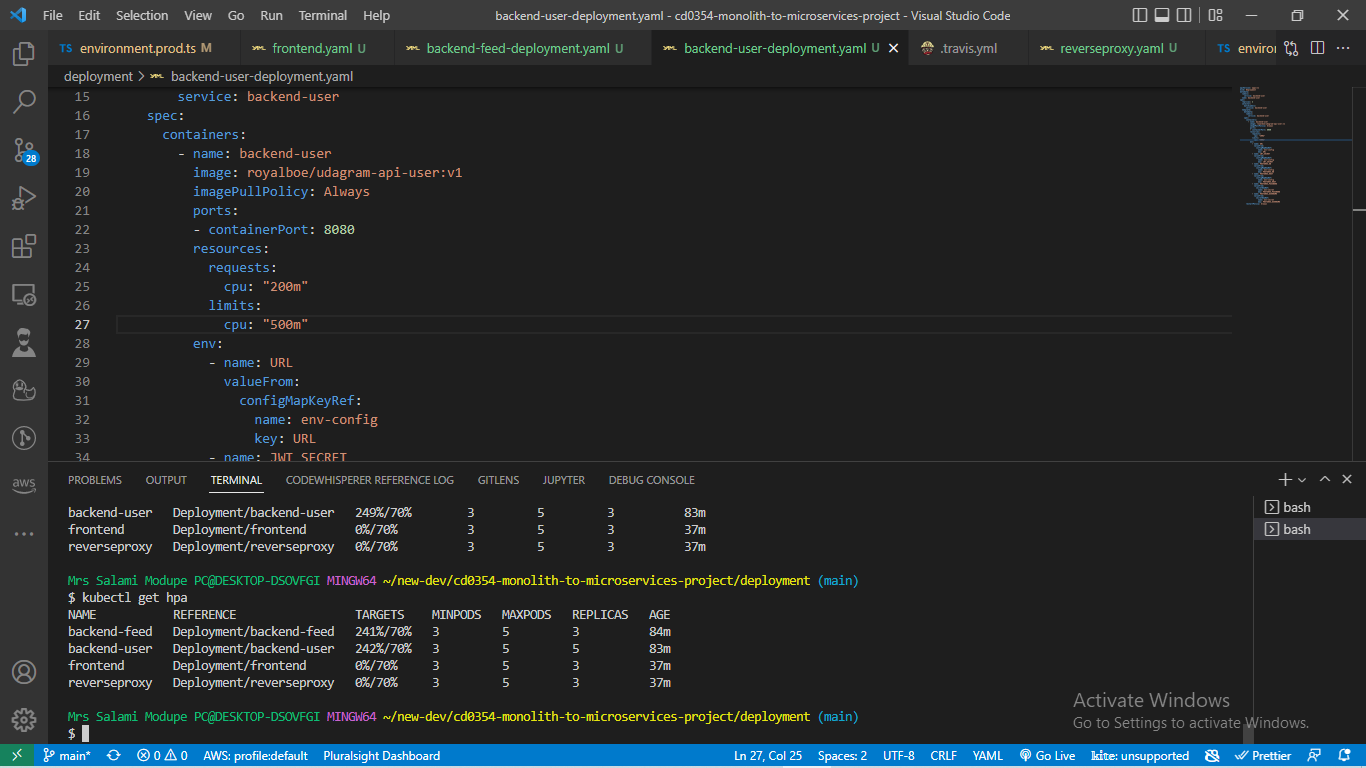 File Edit Selection View Go Run Terminal Help backend-user-deployment.yaml - cd0354-monolith-to-microservices-project - Visual Studio Code
TS environment.prod.ts M frontend.yaml U backend-feed-deployment.yaml U backend-user-deployment.yaml U .travis.yml reverseproxy.yaml U TS enviror
deployment > backend-user-deployment.yaml
15 service: backend-user
16 spec:
17 containers:
18 - name: backend-user
19 image: royalboe/udagram-api-user:v1
20 imagePullPolicy: Always
21 ports:
22 - containerPort: 8080
23 resources:
24 requests:
25 cpu: "200m"
26 limits:
27 cpu: "500m"
28 env:
29 - name: URL
30 valueFrom:
31 configMapKeyRef:
32 name: env-config
33 key: URL
34 - name: JWT_SECRET
28
aws
PROBLEMS OUTPUT TERMINAL CODEWHISPERER REFERENCE LOG GITLENS JUPYTER DEBUG CONSOLE
backend-user Deployment/backend-user 249%/70% 3 5 3 83m
frontend Deployment/frontend 0%/70% 3 5 3 37m
reverseproxy Deployment/reverseproxy 0%/70% 3 5 3 37m
Mrs Salami Modupe PC@DESKTOP-DSOVFGI MINGW64 ~/new-dev/cd0354-monolith-to-microservices-project/deployment (main)
$ kubectl get hpa
NAME REFERENCE TARGETS MINPODS MAXPODS REPLICAS AGE
backend-feed Deployment/backend-feed 241%/70% 3 5 3 84m
backend-user Deployment/backend-user 242%/70% 3 5 5 83m
frontend Deployment/frontend 0%/70% 3 5 3 37m
reverseproxy Deployment/reverseproxy 0%/70% 3 5 3 37m
Mrs Salami Modupe PC@DESKTOP-DSOVFGI MINGW64 ~/new-dev/cd0354-monolith-to-microservices-project/deployment (main)
$
bash
bash
Activate Windows
Go to Settings to activate Windows.
main* 0 0 AWS: profile:default Pluralsight Dashboard Ln 27, Col 25 Spaces: 2 UTF-8 CRLF YAML Go Live kite: unsupported Prettier